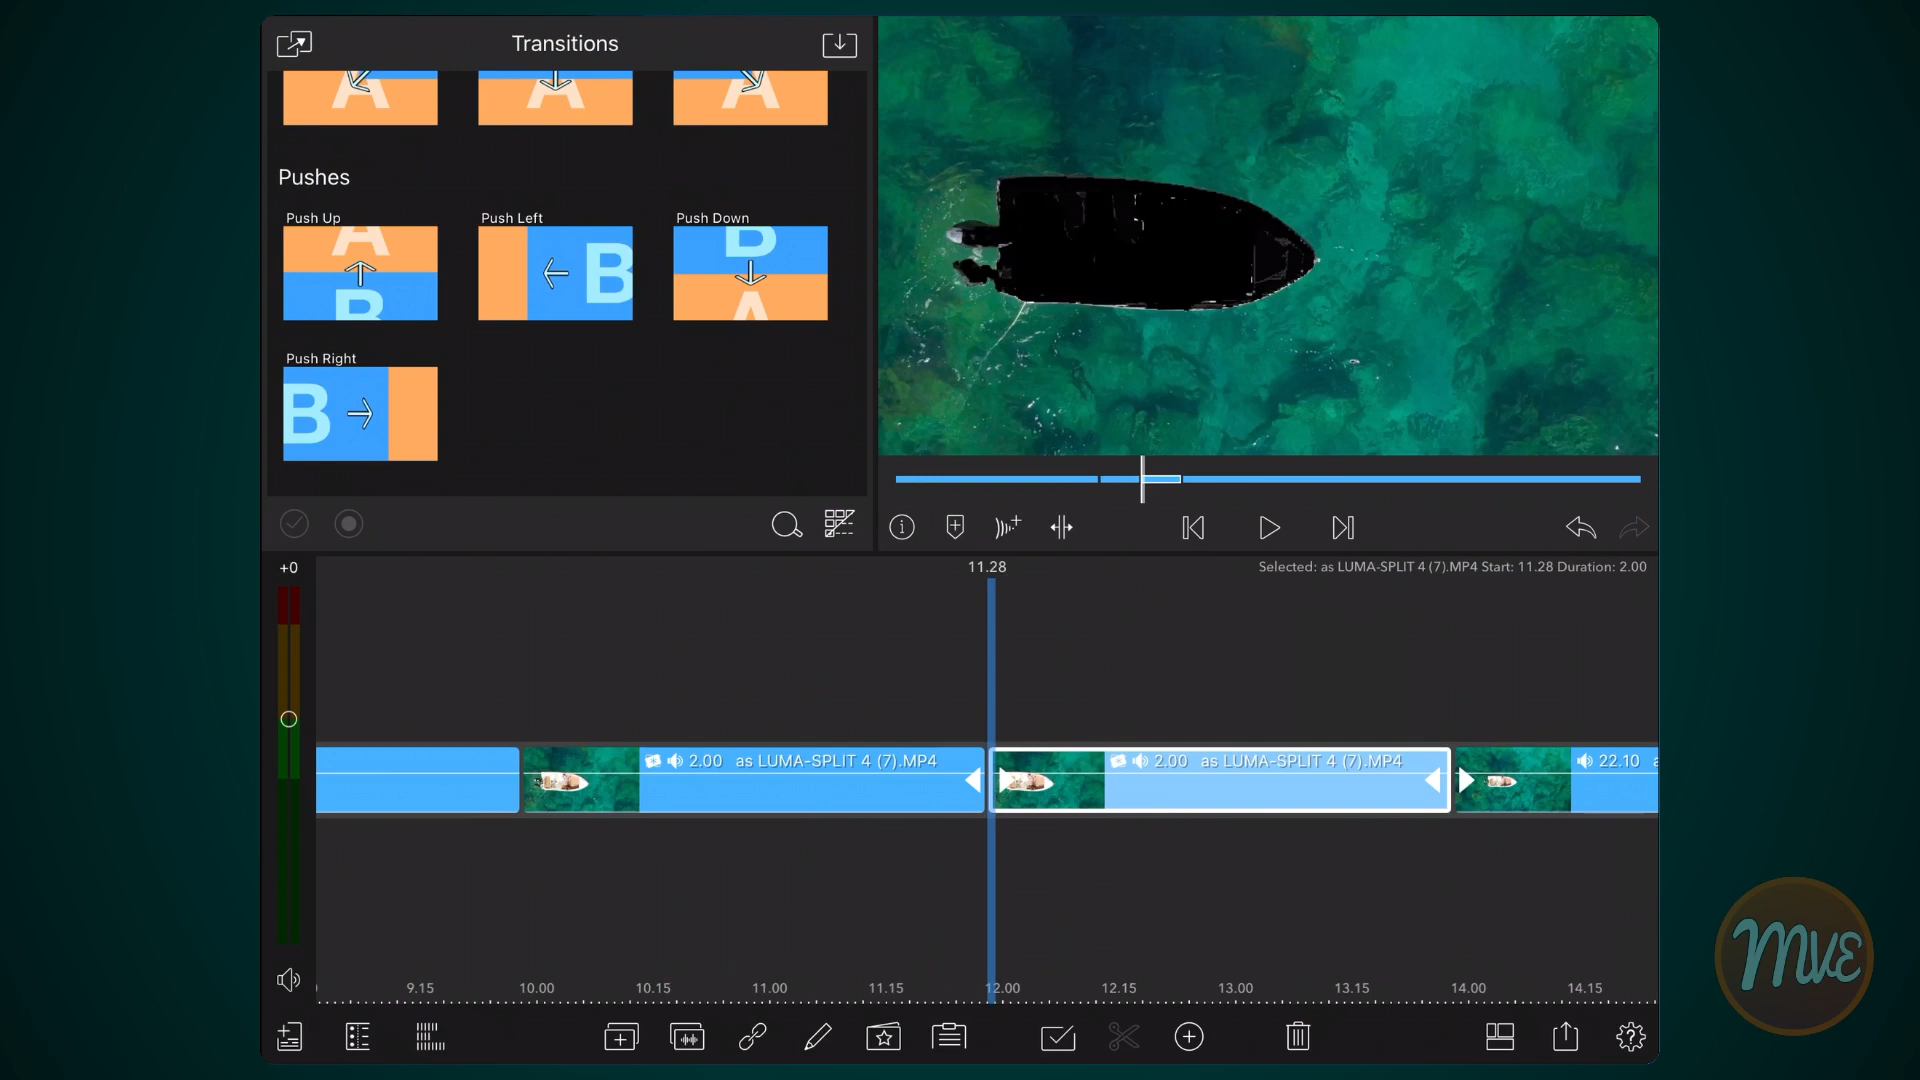 Transitions
A
A
A
Pushes
Push Up
Push Left
Push Down
A
B
B
B
A
Push Right
B
+0
11.28
Selected: as LUMA-SPLIT 4 (7).MP4 Start: 11.28 Duration: 2.00
2.00 as LUMA-SPLIT 4 (7).MP4
2.00 as LUMA-SPLIT 4 (7).MP4
22.10
9.15
10.00
10.15
11.00
11.15
12.00
12.15
13.00
13.15
14.00
14.15
MVE